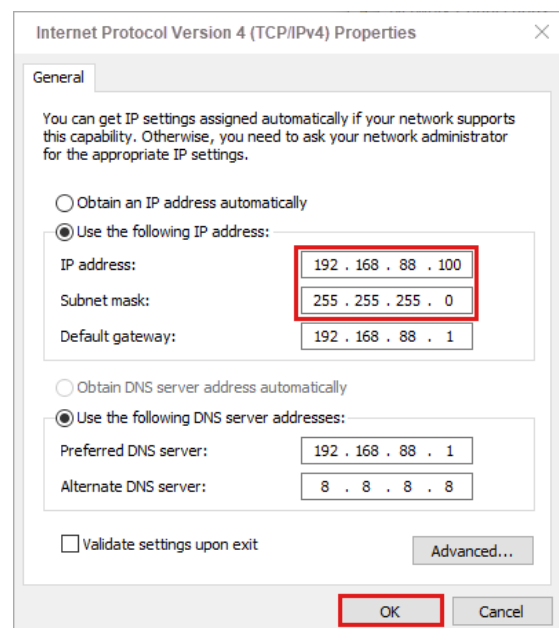 Internet Protocol Version 4 (TCP/IPv4) Properties
General
You can get IP settings assigned automatically if your network supports
this capability. Otherwise, you need to ask your network administrator
for the appropriate IP settings.
Obtain an IP address automatically
Use the following IP address:
IP address: 192 . 168 . 88 . 100
Subnet mask: 255 . 255 . 255 . 0
Default gateway: 192 . 168 . 88 . 1
Obtain DNS server address automatically
Use the following DNS server addresses:
Preferred DNS server: 192 . 168 . 88 . 1
Alternate DNS server: 8 . 8 . 8 . 8
Validate settings upon exit
Advanced...
OK Cancel